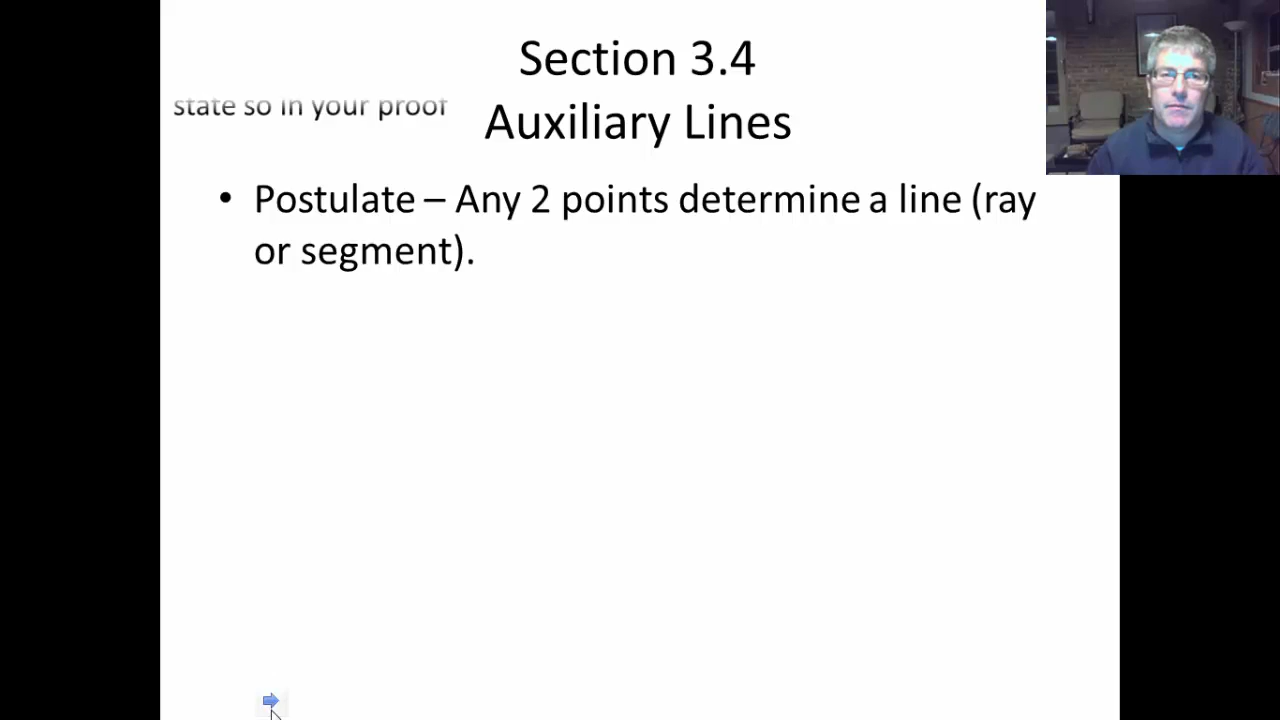 Section 3.4
state so in your proof
Auxiliary Lines
• Postulate – Any 2 points determine a line (ray
or segment).